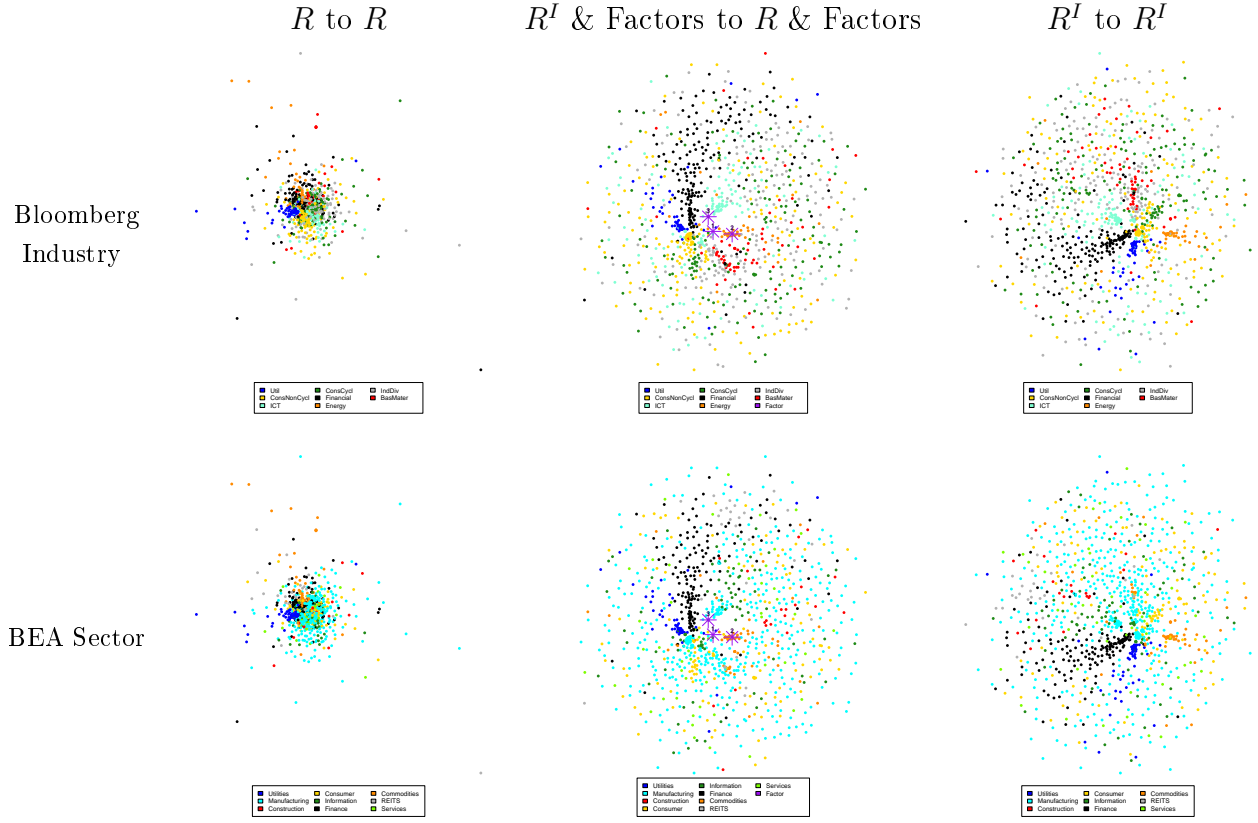 R to R
R^I & Factors to R & Factors
R^I to R^I
Bloomberg
Industry
Util ConsCycl IndDiv
ConsNonCycl Financial BasMater
ICT Energy
Util ConsCycl IndDiv
ConsNonCycl Financial BasMater
ICT Energy Factor
Util ConsCycl IndDiv
ConsNonCycl Financial BasMater
ICT Energy
BEA Sector
Utilities Consumer Commodities
Manufacturing Information REITS
Construction Finance Services
Utilities Information Services
Manufacturing Finance Factor
Construction Commodities
Consumer REITS
Utilities Consumer Commodities
Manufacturing Information REITS
Construction Finance Services